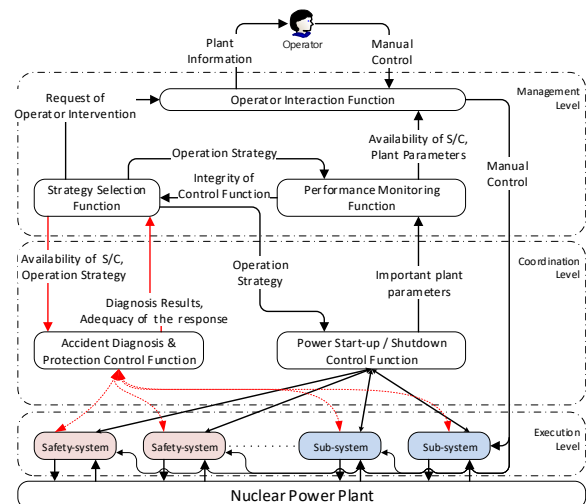 Operator
Plant
Information
Manual
Control
Management
Level
Request of
Operator Intervention
Operator Interaction Function
Availability of S/C,
Plant Parameters
Manual
Control
Operation Strategy
Integrity of
Control Function
Strategy Selection
Function
Performance Monitoring
Function
Coordination
Level
Availability of S/C,
Operation Strategy
Operation
Strategy
Important plant
parameters
Diagnosis Results,
Adequacy of the response
Accident Diagnosis &
Protection Control Function
Power Start-up / Shutdown
Control Function
Execution
Level
Safety-system
Safety-system
Sub-system
Sub-system
Nuclear Power Plant